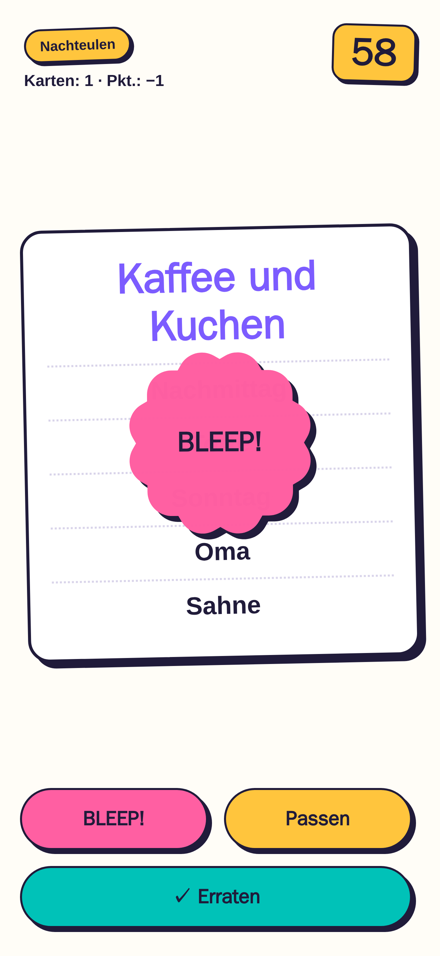 Nachteulen
58
Karten: 1 · Pkt.: −1
Kaffee und
Kuchen
BLEEP!
Oma
Sahne
BLEEP!
Passen
✓ Erraten